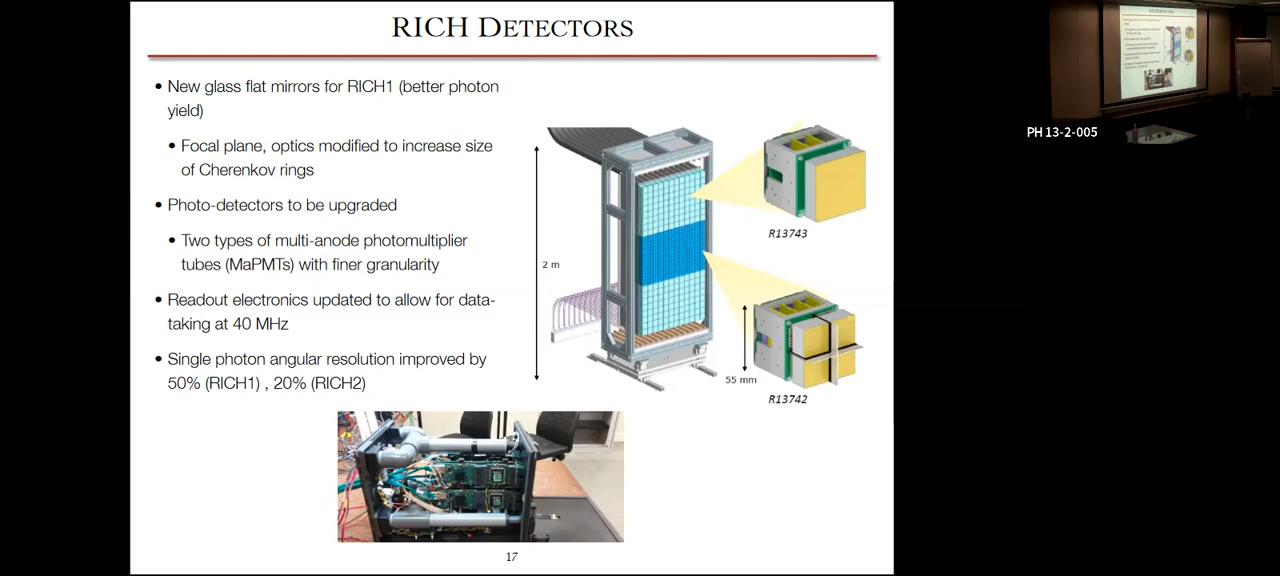 RICH DETECTORS
• New glass flat mirrors for RICH1 (better photon
yield)
• Focal plane, optics modified to increase size
of Cherenkov rings
• Photo-detectors to be upgraded
• Two types of multi-anode photomultiplier
tubes (MaPMTs) with finer granularity
• Readout electronics updated to allow for data-
taking at 40 MHz
• Single photon angular resolution improved by
50% (RICH1) , 20% (RICH2)
2 m
R13743
55 mm
R13742
17
PH 13-2-005